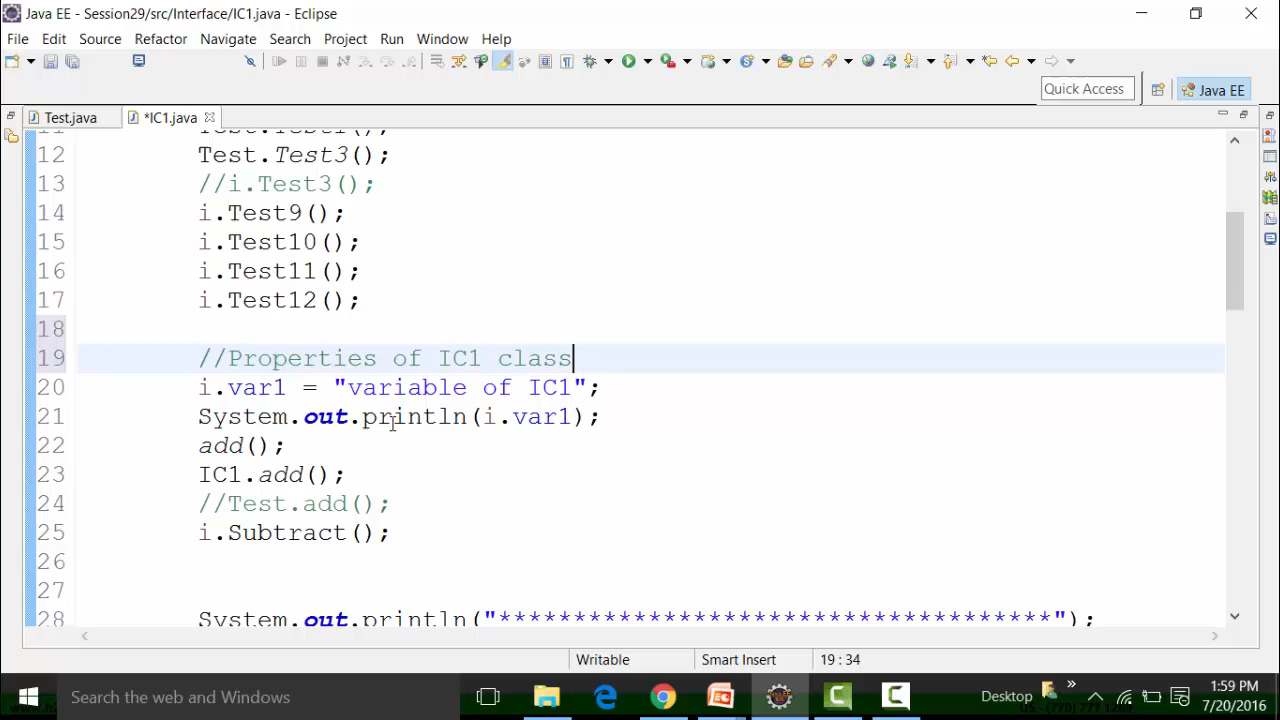 Java EE - Session29/src/Interface/IC1.java - Eclipse
File Edit Source Refactor Navigate Search Project Run Window Help
Quick Access
Java EE
Test.java
*IC1.java
12 Test.Test3();
13 //i.Test3();
14 i.Test9();
15 i.Test10();
16 i.Test11();
17 i.Test12();
18
19 //Properties of IC1 class
20 i.var1 = "variable of IC1";
21 System.out.println(i.var1);
22 add();
23 IC1.add();
24 //Test.add();
25 i.Subtract();
26
27
28 System.out.println("*************************************");
Writable Smart Insert 19 : 34
Search the web and Windows
Desktop
1:59 PM
7/20/2016